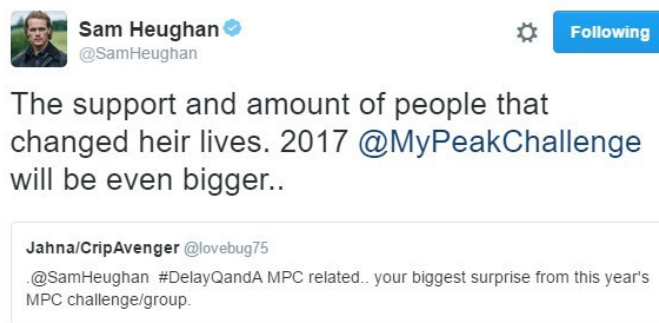 Sam Heughan
@SamHeughan
Following
The support and amount of people that
changed heir lives. 2017 @MyPeakChallenge
will be even bigger..
Jahna/CripAvenger @lovebug75
.@SamHeughan #DelayQandA MPC related.. your biggest surprise from this year's
MPC challenge/group.